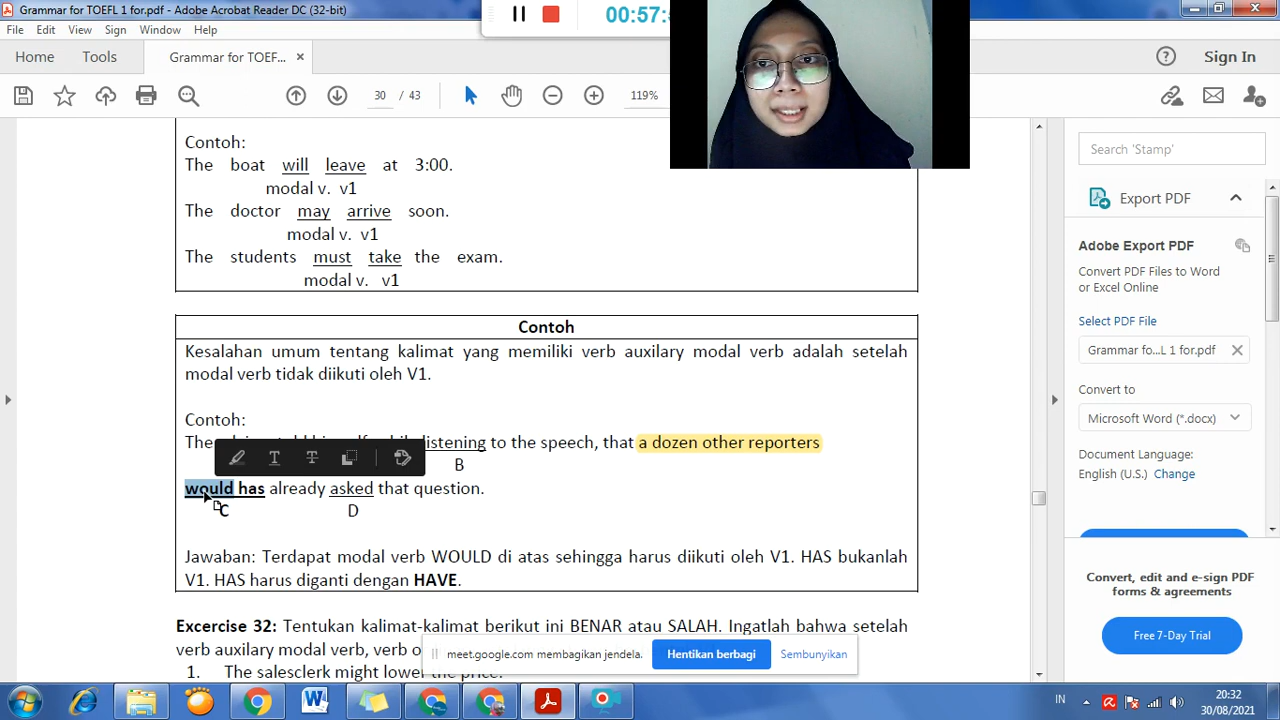 Grammar for TOEFL 1 for.pdf - Adobe Acrobat Reader DC (32-bit)
File Edit View Sign Window Help
Home Tools Grammar for TOEF... × Sign In
30 / 43 119%
00:57:
Contoh:
The boat will leave at 3:00.
modal v. v1
The doctor may arrive soon.
modal v. v1
The students must take the exam.
modal v. v1
Contoh
Kesalahan umum tentang kalimat yang memiliki verb auxilary modal verb adalah setelah
modal verb tidak diikuti oleh V1.
Contoh:
The listening to the speech, that a dozen other reporters
B
would has already asked that question.
C D
Jawaban: Terdapat modal verb WOULD di atas sehingga harus diikuti oleh V1. HAS bukanlah
V1. HAS harus diganti dengan HAVE.
Excercise 32: Tentukan kalimat-kalimat berikut ini BENAR atau SALAH. Ingatlah bahwa setelah
verb auxilary modal verb, verb
1. The salesclerk might lower the price.
meet.google.com membagikan jendela. Hentikan berbagi Sembunyikan
Search 'Stamp'
Export PDF
Adobe Export PDF
Convert PDF Files to Word
or Excel Online
Select PDF File
Grammar fo...L 1 for.pdf
Convert to
Microsoft Word (*.docx)
Document Language:
English (U.S.) Change
Convert, edit and e-sign PDF
forms & agreements
Free 7-Day Trial
IN
20:32
30/08/2021